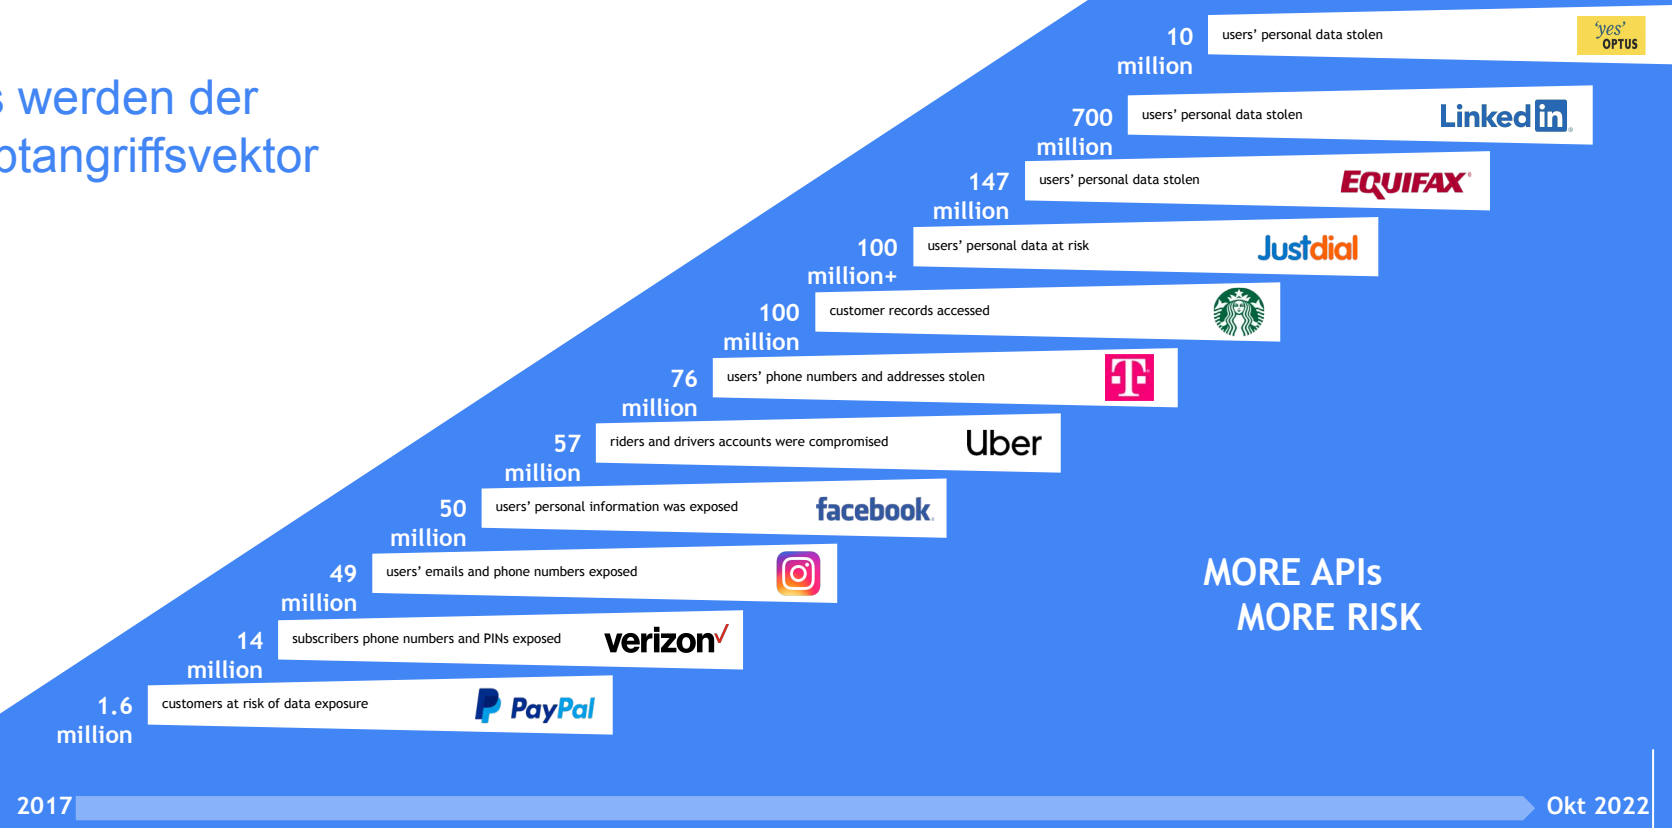 s werden der
ptangriffsvektor
10
million
users’ personal data stolen
‘yes’
OPTUS
700
million
users’ personal data stolen
Linked in
147
million
users’ personal data stolen
EQUIFAX
100
million+
users’ personal data at risk
Justdial
100
million
customer records accessed
76
million
users’ phone numbers and addresses stolen
T
57
million
riders and drivers accounts were compromised
Uber
50
million
users’ personal information was exposed
facebook
49
million
users’ emails and phone numbers exposed
14
million
subscribers phone numbers and PINs exposed
verizon
1.6
million
customers at risk of data exposure
PayPal
MORE APIs
MORE RISK
2017
Okt 2022